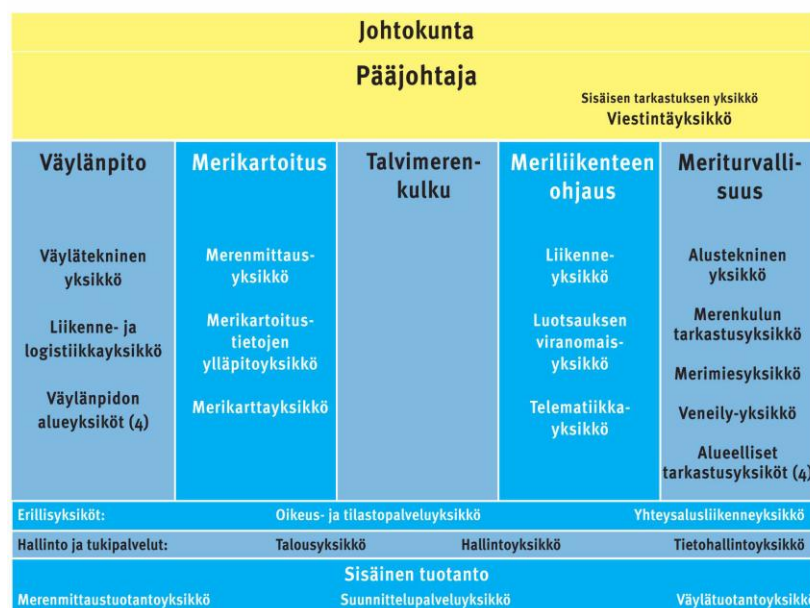 Johtokunta
Pääjohtaja
Sisäisen tarkastuksen yksikkö
Viestintäyksikkö
Väylänpito
Väylätekninen
yksikkö
Liikenne- ja
logistiikkayksikkö
Väylänpidon
alueyksiköt (4)
Merikartoitus
Merenmittaus-
yksikkö
Merikartoitus-
tietojen
ylläpitoyksikkö
Merikarttayksikkö
Talvimeren-
kulku
Meriliikenteen
ohjaus
Liikenne-
yksikkö
Luotsauksen
viranomais-
yksikkö
Telematiikka-
yksikkö
Meriturvalli-
suus
Alustekninen
yksikkö
Merenkulun
tarkastusyksikkö
Merimiesyksikkö
Veneily-yksikkö
Alueelliset
tarkastusyksiköt (4)
Erillisyksiköt: Oikeus- ja tilastopalveluyksikkö Yhteysalusliikenneyksikkö
Hallinto ja tukipalvelut: Talousyksikkö Hallintoyksikkö Tietohallintoyksikkö
Sisäinen tuotanto
Merenmittaustuotantoyksikkö Suunnittelupalveluyksikkö Väylätuotantoyksikkö